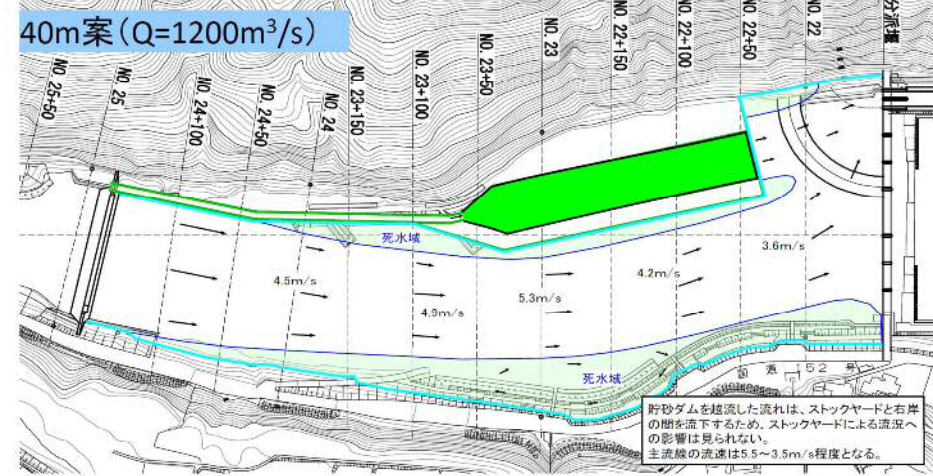 40m案(Q=1200m³/s)
NO. 25+50
NO. 25
NO. 24+100
NO. 24+50
NO. 24
NO. 23+150
NO. 23+100
NO. 23+50
NO. 23
NO. 22+150
NO. 22+100
NO. 22+50
NO. 22
分派堰
死水域
4.5m/s
4.9m/s
5.3m/s
4.2m/s
3.6m/s
死水域
国道152号
貯砂ダムを越流した流れは、ストックヤードと右岸
の間を流下するため、ストックヤードによる流況へ
の影響は見られない。
主流線の流速は5.5~3.5m/s程度となる。